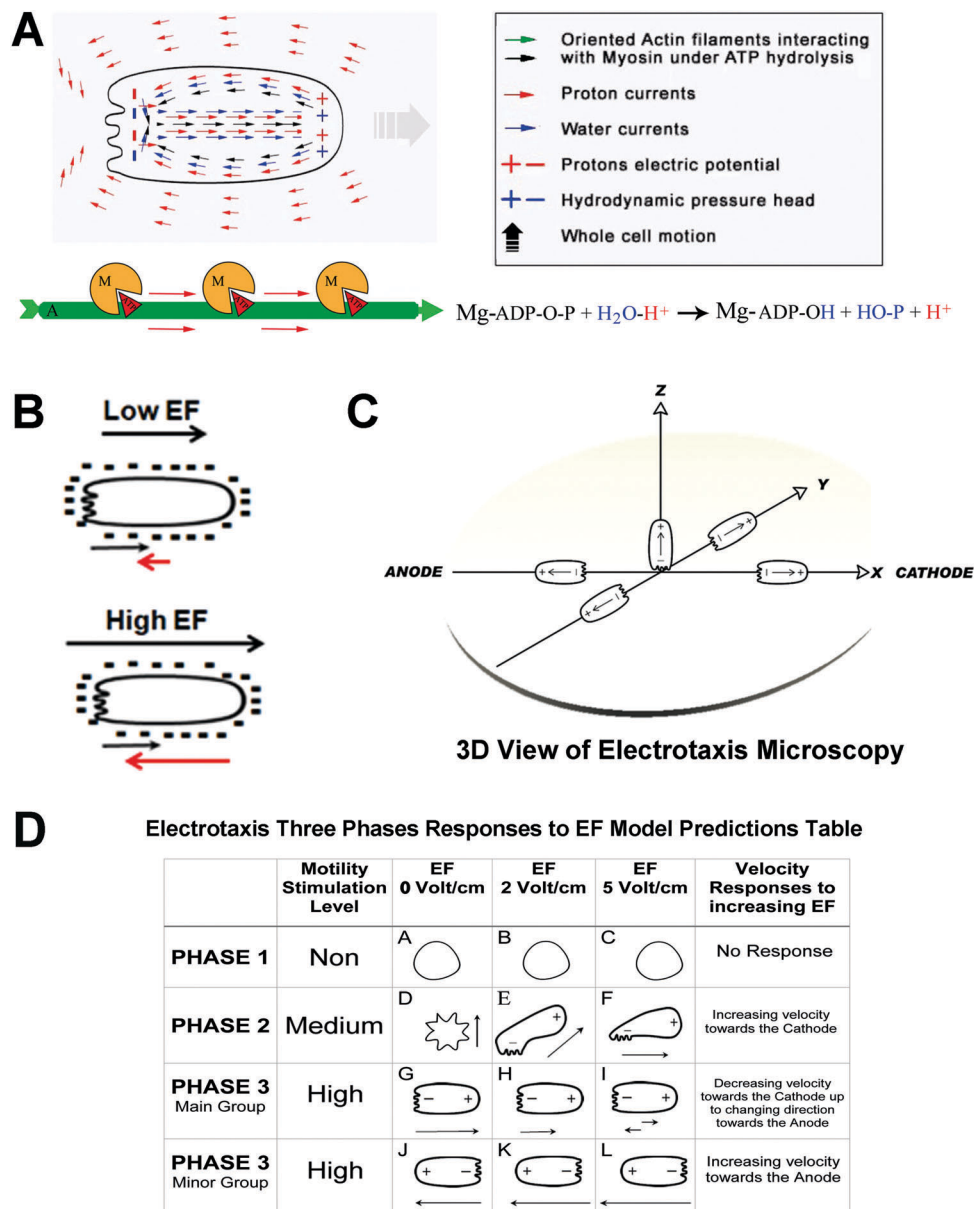 A
Oriented Actin filaments interacting
with Myosin under ATP hydrolysis
Proton currents
Water currents
+ − Protons electric potential
+ − Hydrodynamic pressure head
Whole cell motion
A M ATP M ATP M ATP
Mg-ADP-O-P + H₂O-H⁺ → Mg-ADP-OH + HO-P + H⁺
B
Low EF
High EF
C
Z
Y
ANODE
X CATHODE
3D View of Electrotaxis Microscopy
D
Electrotaxis Three Phases Responses to EF Model Predictions Table
Motility Stimulation Level
EF 0 Volt/cm
EF 2 Volt/cm
EF 5 Volt/cm
Velocity Responses to increasing EF
PHASE 1
Non
A
B
C
No Response
PHASE 2
Medium
D
E
− +
F
− +
Increasing velocity towards the Cathode
PHASE 3
Main Group
High
G
− +
H
− +
I
− +
Decreasing velocity towards the Cathode up to changing direction towards the Anode
PHASE 3
Minor Group
High
J
+ −
K
+ −
L
+ −
Increasing velocity towards the Anode